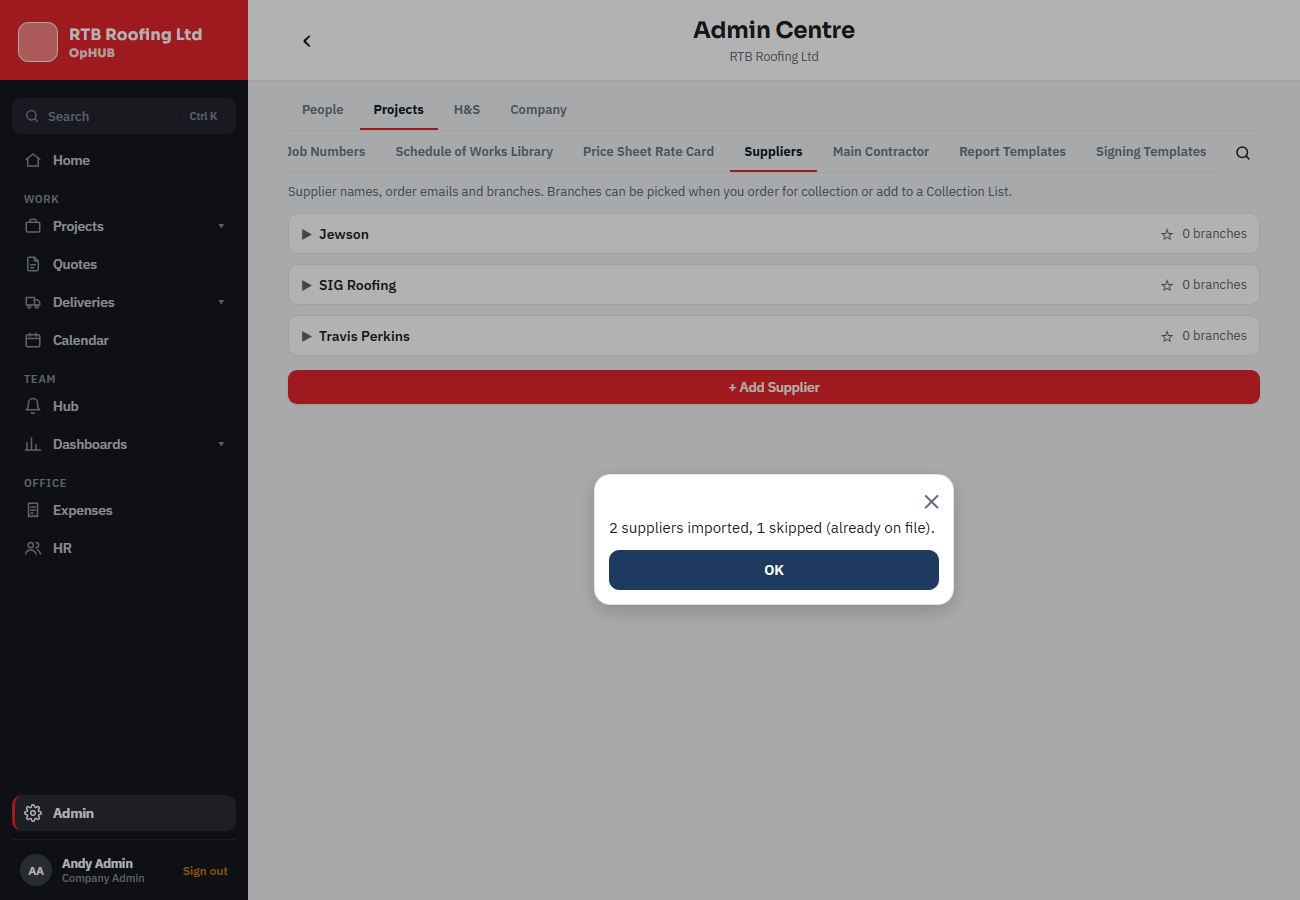 RTB Roofing Ltd
OpHUB
Search Ctrl K
Home
WORK
Projects
Quotes
Deliveries
Calendar
TEAM
Hub
Dashboards
OFFICE
Expenses
HR
Admin
AA
Andy Admin
Company Admin
Sign out
Admin Centre
RTB Roofing Ltd
People Projects H&S Company
Job Numbers Schedule of Works Library Price Sheet Rate Card Suppliers Main Contractor Report Templates Signing Templates
Supplier names, order emails and branches. Branches can be picked when you order for collection or add to a Collection List.
Jewson 0 branches
SIG Roofing 0 branches
Travis Perkins 0 branches
+ Add Supplier
2 suppliers imported, 1 skipped (already on file).
OK